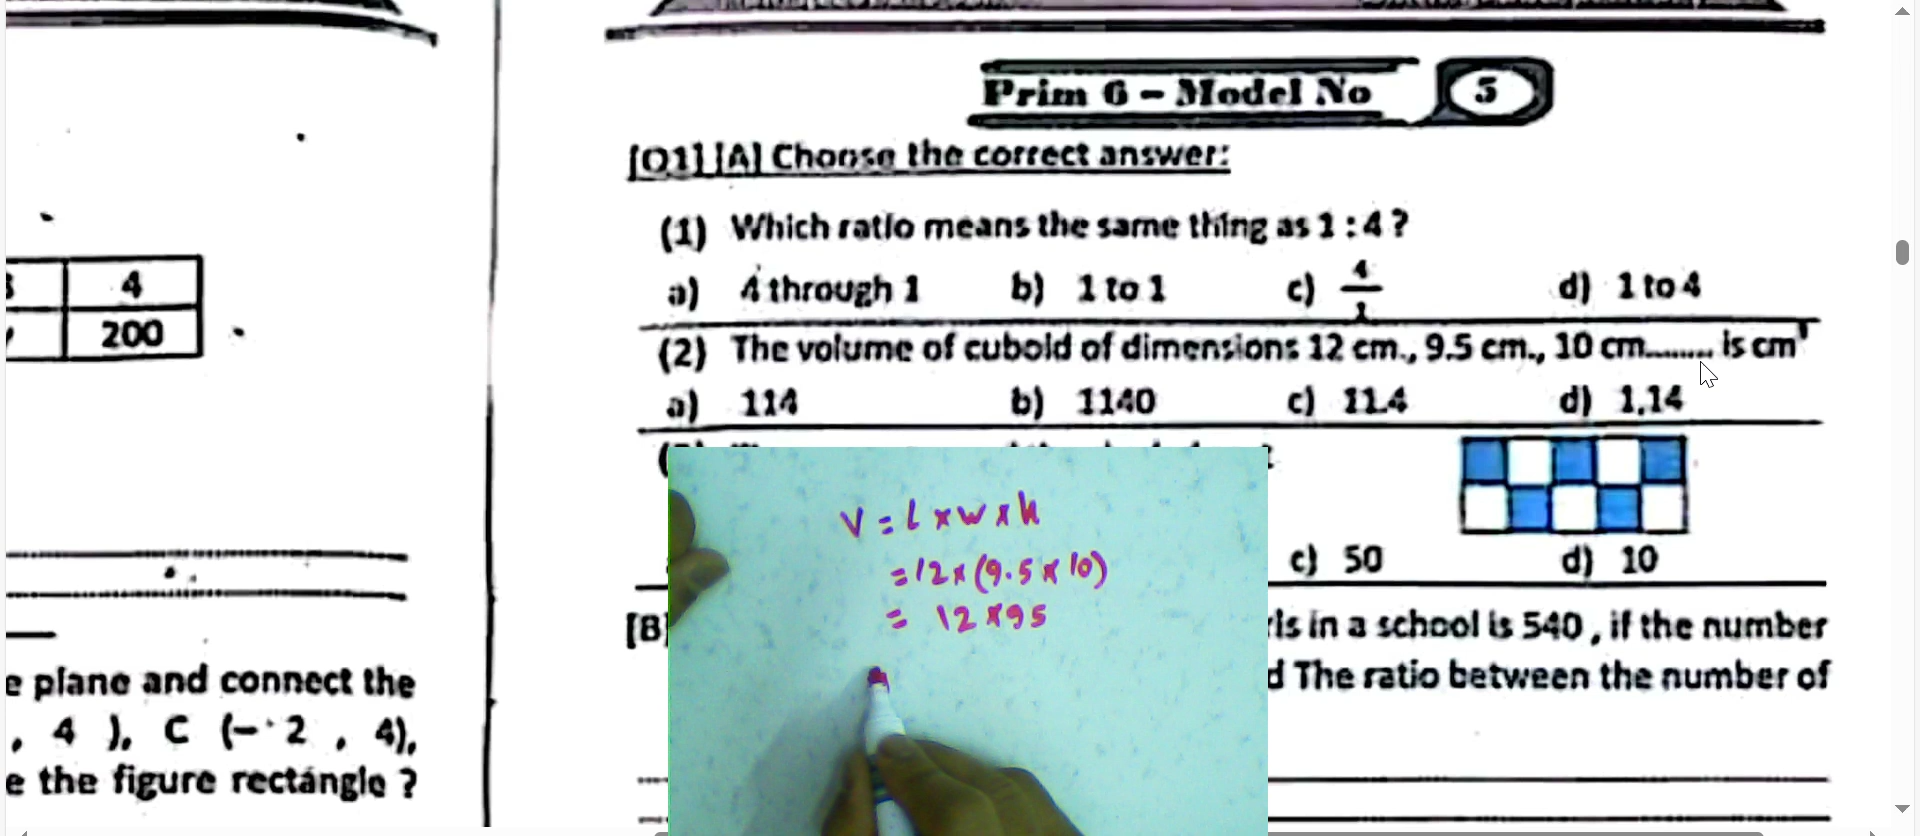 4
200
e plane and connect the
, 4 ), C (- 2 , 4),
e the figure rectangle ?
Prim 6 - Model No 5
[Q1] [A] Choose the correct answer:
(1) Which ratio means the same thing as 1 : 4 ?
a) 4 through 1 b) 1 to 1 c) 4/1 d) 1 to 4
(2) The volume of cuboid of dimensions 12 cm., 9.5 cm., 10 cm........ is cm³
a) 114 b) 1140 c) 11.4 d) 1,14
c) 50 d) 10
[B] rls in a school is 540 , if the number
d The ratio between the number of
V = L × w × h
= 12 × (9.5 × 10)
= 12 × 95